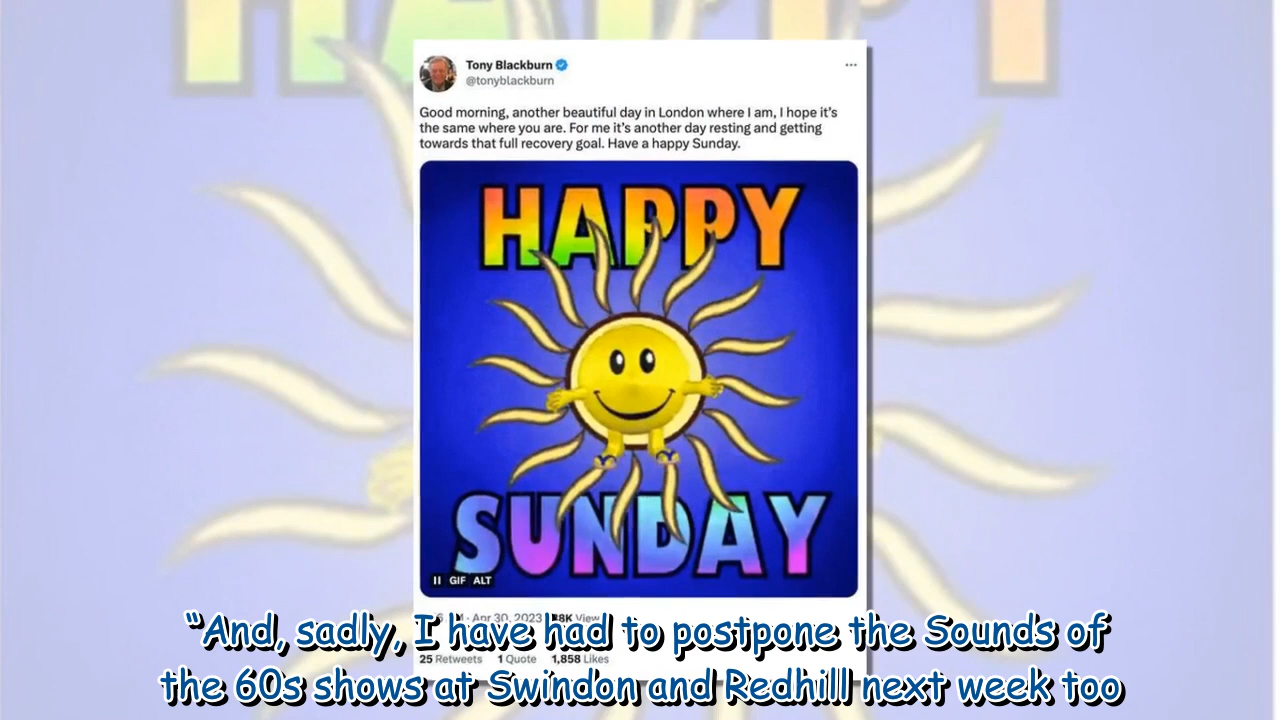 Tony Blackburn
@tonyblackburn
Good morning, another beautiful day in London where I am, I hope it's
the same where you are. For me it's another day resting and getting
towards that full recovery goal. Have a happy Sunday.
HAPPY
SUNDAY
GIF ALT
Apr 30, 2023
25 Retweets 1 Quote 1,858 Likes
“And, sadly, I have had to postpone the Sounds of
the 60s shows at Swindon and Redhill next week too